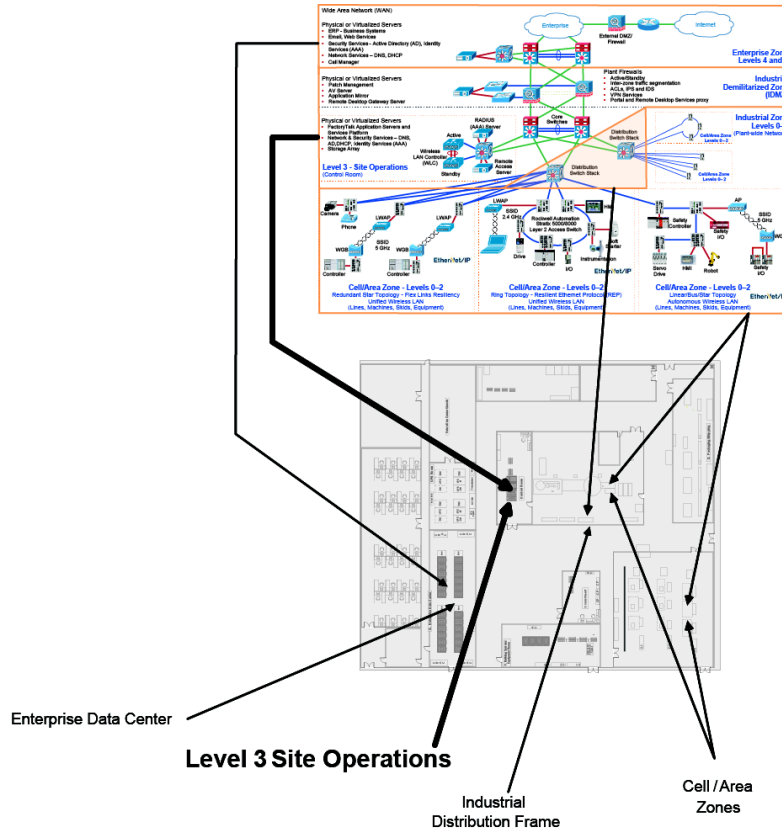 Wide Area Network (WAN)
Physical or Virtualized Servers
• ERP - Business Systems
• Email, Web Services
• Security Services - Active Directory (AD), Identity
Services (AAA)
• Network Services – DNS, DHCP
• Call Manager
Enterprise
Internet
External DMZ/
Firewall
Enterprise Zon
Levels 4 and
Physical or Virtualized Servers
• Patch Management
• AV Server
• Application Mirror
• Remote Desktop Gateway Server
Plant Firewalls
• Active/Standby
• Inter-zone traffic segmentation
• ACLs, IPS and IDS
• VPN Services
• Portal and Remote Desktop Services proxy
Industri
Demilitarized Zon
(IDMZ
Physical or Virtualized Servers
• FactoryTalk Application Servers and
Services Platform
• Network & Security Services – DNS,
AD,DHCP, Identity Services (AAA)
• Storage Array
Level 3 - Site Operations
(Control Room)
RADIUS
(AAA) Server
Active
Wireless
LAN Controller
(WLC)
Standby
Remote
Access
Server
Core
Switches
Distribution
Switch Stack
Distribution
Switch Stack
Industrial Zon
Levels 0–
(Plant-wide Networ
Cell/Area Zone
Levels 0–2
Cell/Area Zone
Levels 0–2
Camera
Phone
LWAP
LWAP
SSID
5 GHz
WGB
WGB
Controller
Controller
EtherNet/IP
LWAP
SSID
2.4 GHz
Rockwell Automation
Stratix 5000/8000
Layer 2 Access Switch
HMI
Drive
Controller
I/O
Soft
Starter
Instrumentation
EtherNet/IP
AP
SSID
5 GHz
Safety
Controller
Safety
I/O
Servo
Drive
HMI
Robot
Safety
I/O
EtherNet/I
Cell/Area Zone - Levels 0–2
Redundant Star Topology - Flex Links Resiliency
Unified Wireless LAN
(Lines, Machines, Skids, Equipment)
Cell/Area Zone - Levels 0–2
Ring Topology - Resilient Ethernet Protocol (REP)
Unified Wireless LAN
(Lines, Machines, Skids, Equipment)
Cell/Area Zone - Levels 0–2
Linear/Bus/Star Topology
Autonomous Wireless LAN
(Lines, Machines, Skids, Equipment)
Enterprise Data Center
Level 3 Site Operations
Industrial
Distribution Frame
Cell / Area
Zones